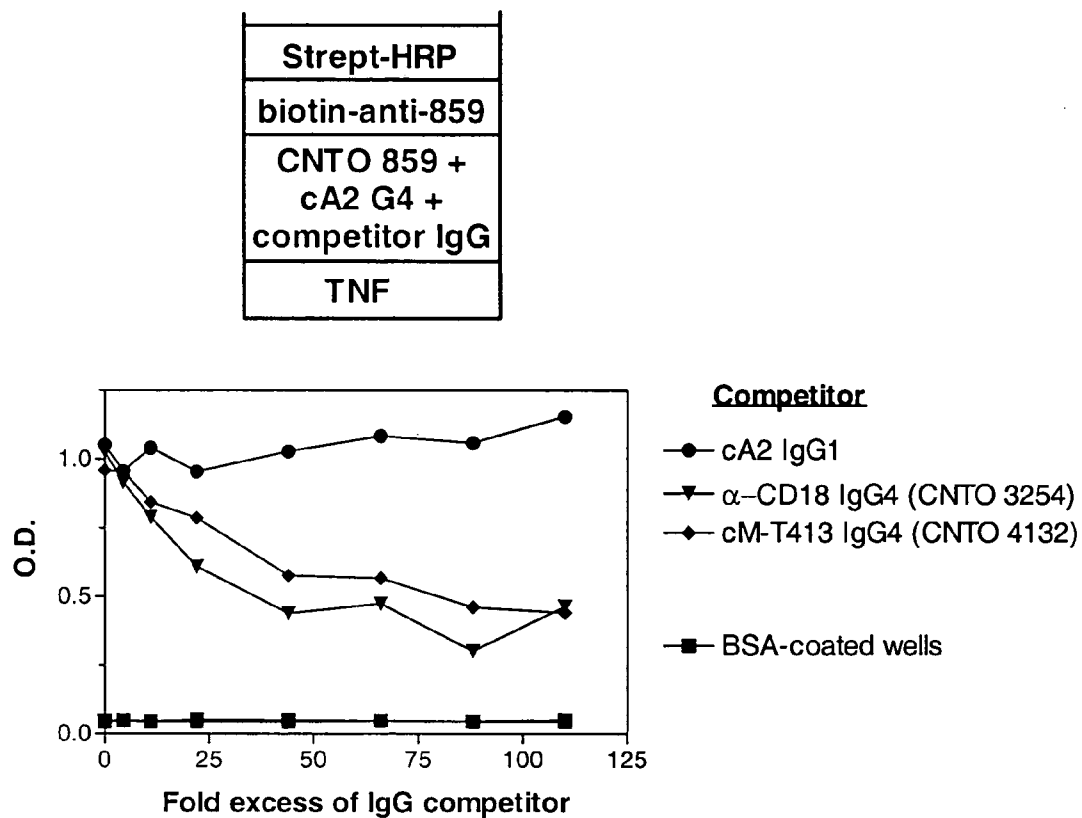 Strept-HRP
biotin-anti-859
CNTO 859 +
cA2 G4 +
competitor IgG
TNF
Competitor
cA2 IgG1
α–CD18 IgG4 (CNTO 3254)
cM-T413 IgG4 (CNTO 4132)
BSA-coated wells
O.D.
1.0
0.5
0.0
0 25 50 75 100 125
Fold excess of IgG competitor